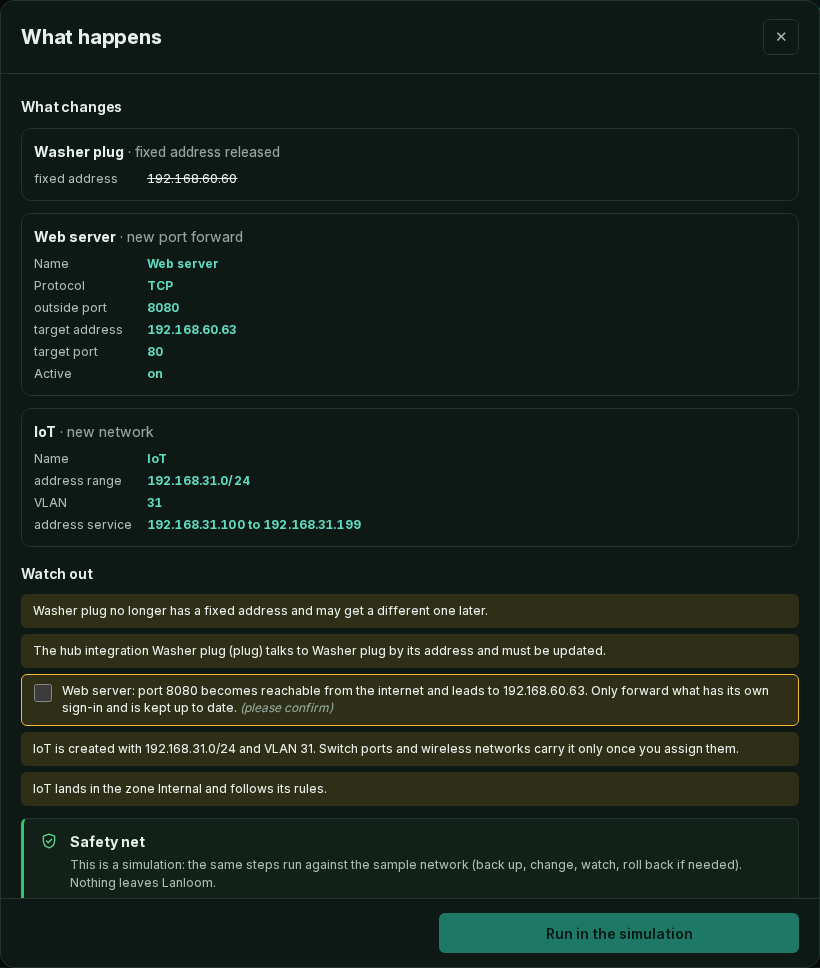 What happens
What changes
Washer plug · fixed address released
fixed address 192.168.60.60
Web server · new port forward
Name Web server
Protocol TCP
outside port 8080
target address 192.168.60.63
target port 80
Active on
IoT · new network
Name IoT
address range 192.168.31.0/24
VLAN 31
address service 192.168.31.100 to 192.168.31.199
Watch out
Washer plug no longer has a fixed address and may get a different one later.
The hub integration Washer plug (plug) talks to Washer plug by its address and must be updated.
Web server: port 8080 becomes reachable from the internet and leads to 192.168.60.63. Only forward what has its own
sign-in and is kept up to date. (please confirm)
IoT is created with 192.168.31.0/24 and VLAN 31. Switch ports and wireless networks carry it only once you assign them.
IoT lands in the zone Internal and follows its rules.
Safety net
This is a simulation: the same steps run against the sample network (back up, change, watch, roll back if needed).
Nothing leaves Lanloom.
Run in the simulation